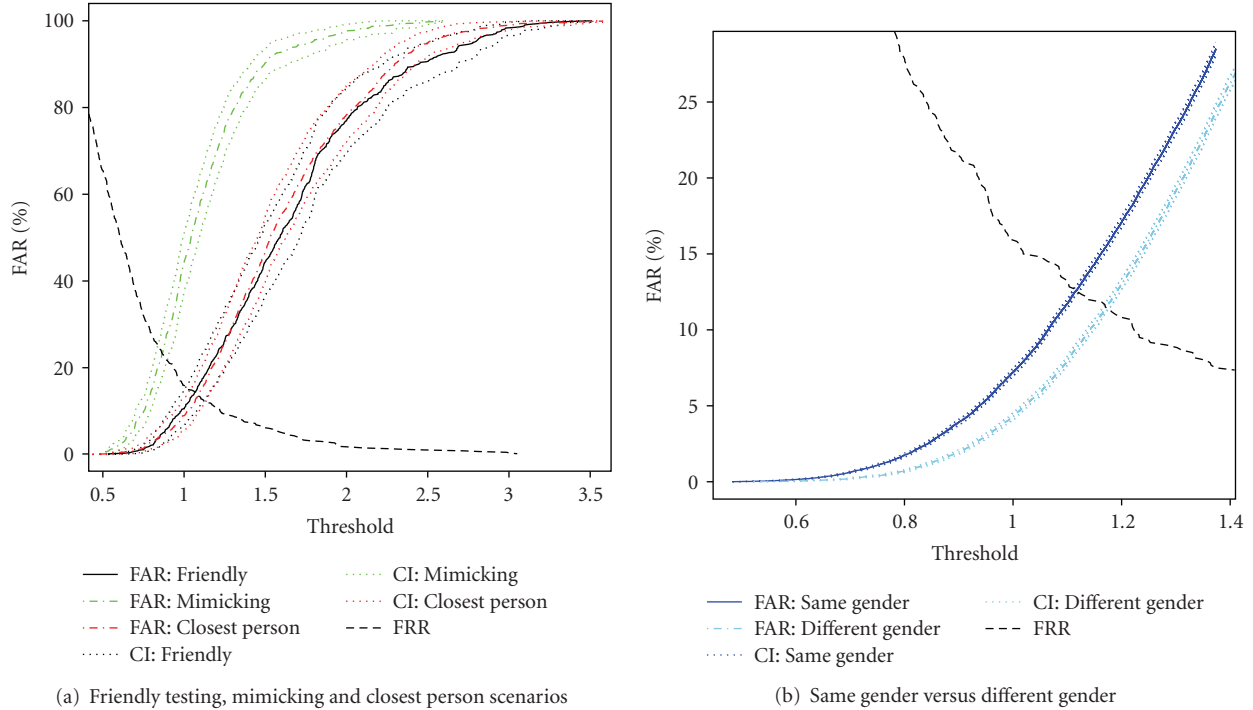 100
80
60
40
20
0
FAR (%)
0.5 1 1.5 2 2.5 3 3.5
Threshold
FAR: Friendly
FAR: Mimicking
FAR: Closest person
CI: Friendly
CI: Mimicking
CI: Closest person
FRR
(a) Friendly testing, mimicking and closest person scenarios
25
20
15
10
5
0
FAR (%)
0.6 0.8 1 1.2 1.4
Threshold
FAR: Same gender
FAR: Different gender
CI: Same gender
CI: Different gender
FRR
(b) Same gender versus different gender